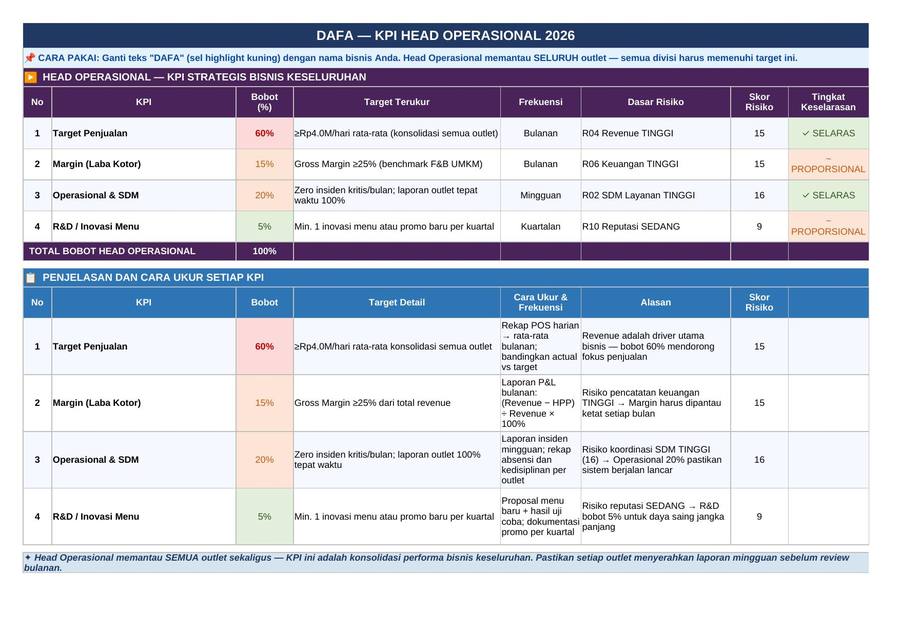 DAFA — KPI HEAD OPERASIONAL 2026
📌 CARA PAKAI: Ganti teks "DAFA" (sel highlight kuning) dengan nama bisnis Anda. Head Operasional memantau SELURUH outlet — semua divisi harus memenuhi target ini.
▶️ HEAD OPERASIONAL — KPI STRATEGIS BISNIS KESELURUHAN
No KPI Bobot (%) Target Terukur Frekuensi Dasar Risiko Skor Risiko Tingkat Keselarasan
1 Target Penjualan 60% ≥Rp4.0M/hari rata-rata (konsolidasi semua outlet) Bulanan R04 Revenue TINGGI 15 ✓ SELARAS
2 Margin (Laba Kotor) 15% Gross Margin ≥25% (benchmark F&B UMKM) Bulanan R06 Keuangan TINGGI 15 ~ PROPORSIONAL
3 Operasional & SDM 20% Zero insiden kritis/bulan; laporan outlet tepat waktu 100% Mingguan R02 SDM Layanan TINGGI 16 ✓ SELARAS
4 R&D / Inovasi Menu 5% Min. 1 inovasi menu atau promo baru per kuartal Kuartalan R10 Reputasi SEDANG 9 ~ PROPORSIONAL
TOTAL BOBOT HEAD OPERASIONAL 100%
📋 PENJELASAN DAN CARA UKUR SETIAP KPI
No KPI Bobot Target Detail Cara Ukur & Frekuensi Alasan Skor Risiko
1 Target Penjualan 60% ≥Rp4.0M/hari rata-rata konsolidasi semua outlet Rekap POS harian → rata-rata bulanan; bandingkan actual vs target Revenue adalah driver utama bisnis — bobot 60% mendorong fokus penjualan 15
2 Margin (Laba Kotor) 15% Gross Margin ≥25% dari total revenue Laporan P&L bulanan: (Revenue − HPP) ÷ Revenue × 100% Risiko pencatatan keuangan TINGGI → Margin harus dipantau ketat setiap bulan 15
3 Operasional & SDM 20% Zero insiden kritis/bulan; laporan outlet 100% tepat waktu Laporan insiden mingguan; rekap absensi dan kedisiplinan per outlet Risiko koordinasi SDM TINGGI (16) → Operasional 20% pastikan sistem berjalan lancar 16
4 R&D / Inovasi Menu 5% Min. 1 inovasi menu atau promo baru per kuartal Proposal menu baru + hasil uji coba; dokumentasi promo per kuartal Risiko reputasi SEDANG → R&D bobot 5% untuk daya saing jangka panjang 9
✦ Head Operasional memantau SEMUA outlet sekaligus — KPI ini adalah konsolidasi performa bisnis keseluruhan. Pastikan setiap outlet menyerahkan laporan mingguan sebelum review
bulanan.